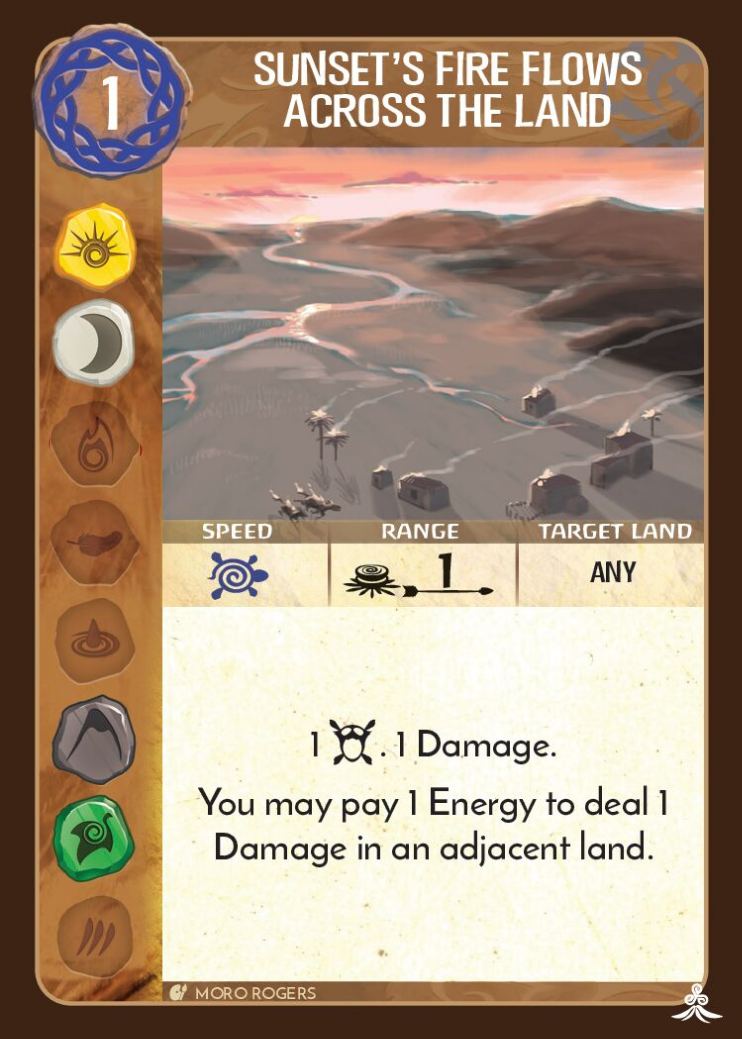 1
SUNSET'S FIRE FLOWS
ACROSS THE LAND
SPEED RANGE TARGET LAND
1 ANY
1 . 1 Damage.
You may pay 1 Energy to deal 1
Damage in an adjacent land.
MORO ROGERS